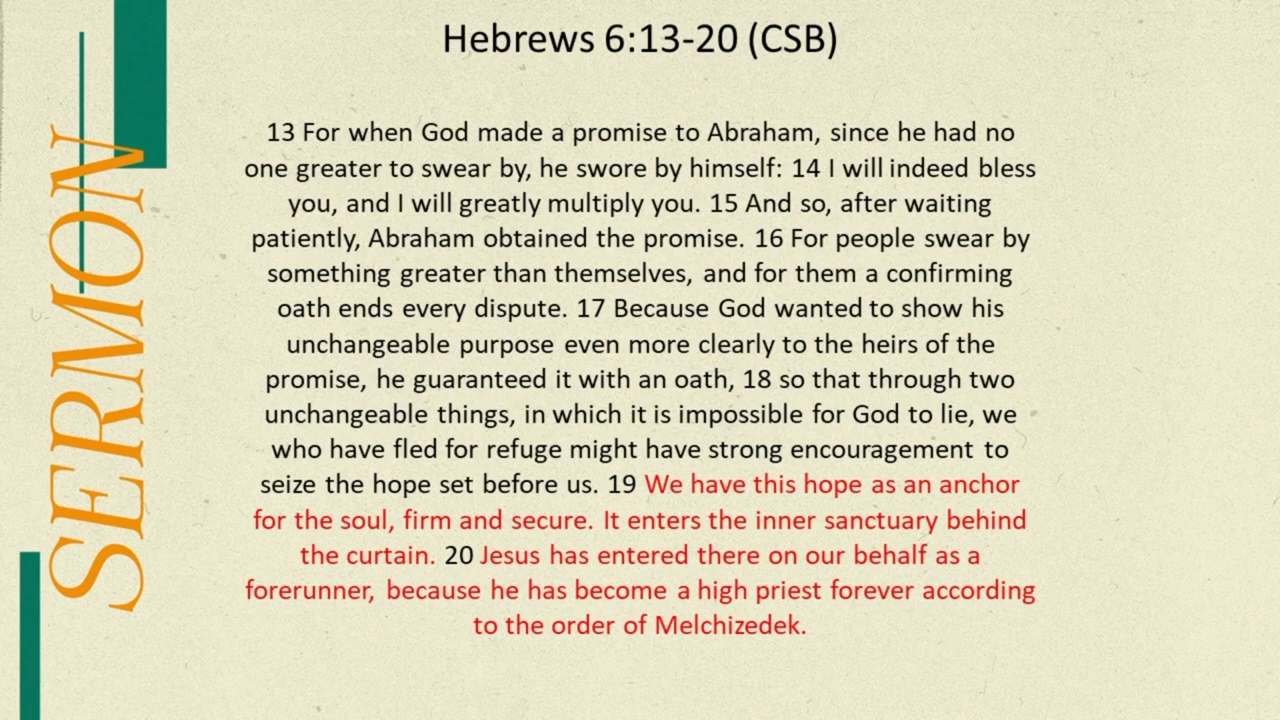 Hebrews 6:13-20 (CSB)
SERMON
13 For when God made a promise to Abraham, since he had no
one greater to swear by, he swore by himself: 14 I will indeed bless
you, and I will greatly multiply you. 15 And so, after waiting
patiently, Abraham obtained the promise. 16 For people swear by
something greater than themselves, and for them a confirming
oath ends every dispute. 17 Because God wanted to show his
unchangeable purpose even more clearly to the heirs of the
promise, he guaranteed it with an oath, 18 so that through two
unchangeable things, in which it is impossible for God to lie, we
who have fled for refuge might have strong encouragement to
seize the hope set before us. 19 We have this hope as an anchor
for the soul, firm and secure. It enters the inner sanctuary behind
the curtain. 20 Jesus has entered there on our behalf as a
forerunner, because he has become a high priest forever according
to the order of Melchizedek.